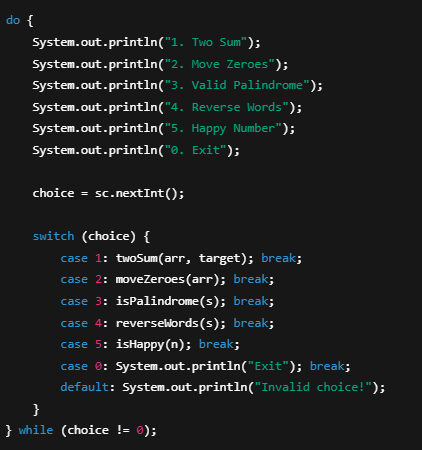 do {
    System.out.println("1. Two Sum");
    System.out.println("2. Move Zeroes");
    System.out.println("3. Valid Palindrome");
    System.out.println("4. Reverse Words");
    System.out.println("5. Happy Number");
    System.out.println("0. Exit");

    choice = sc.nextInt();

    switch (choice) {
        case 1: twoSum(arr, target); break;
        case 2: moveZeroes(arr); break;
        case 3: isPalindrome(s); break;
        case 4: reverseWords(s); break;
        case 5: isHappy(n); break;
        case 0: System.out.println("Exit"); break;
        default: System.out.println("Invalid choice!");
    }
} while (choice != 0);